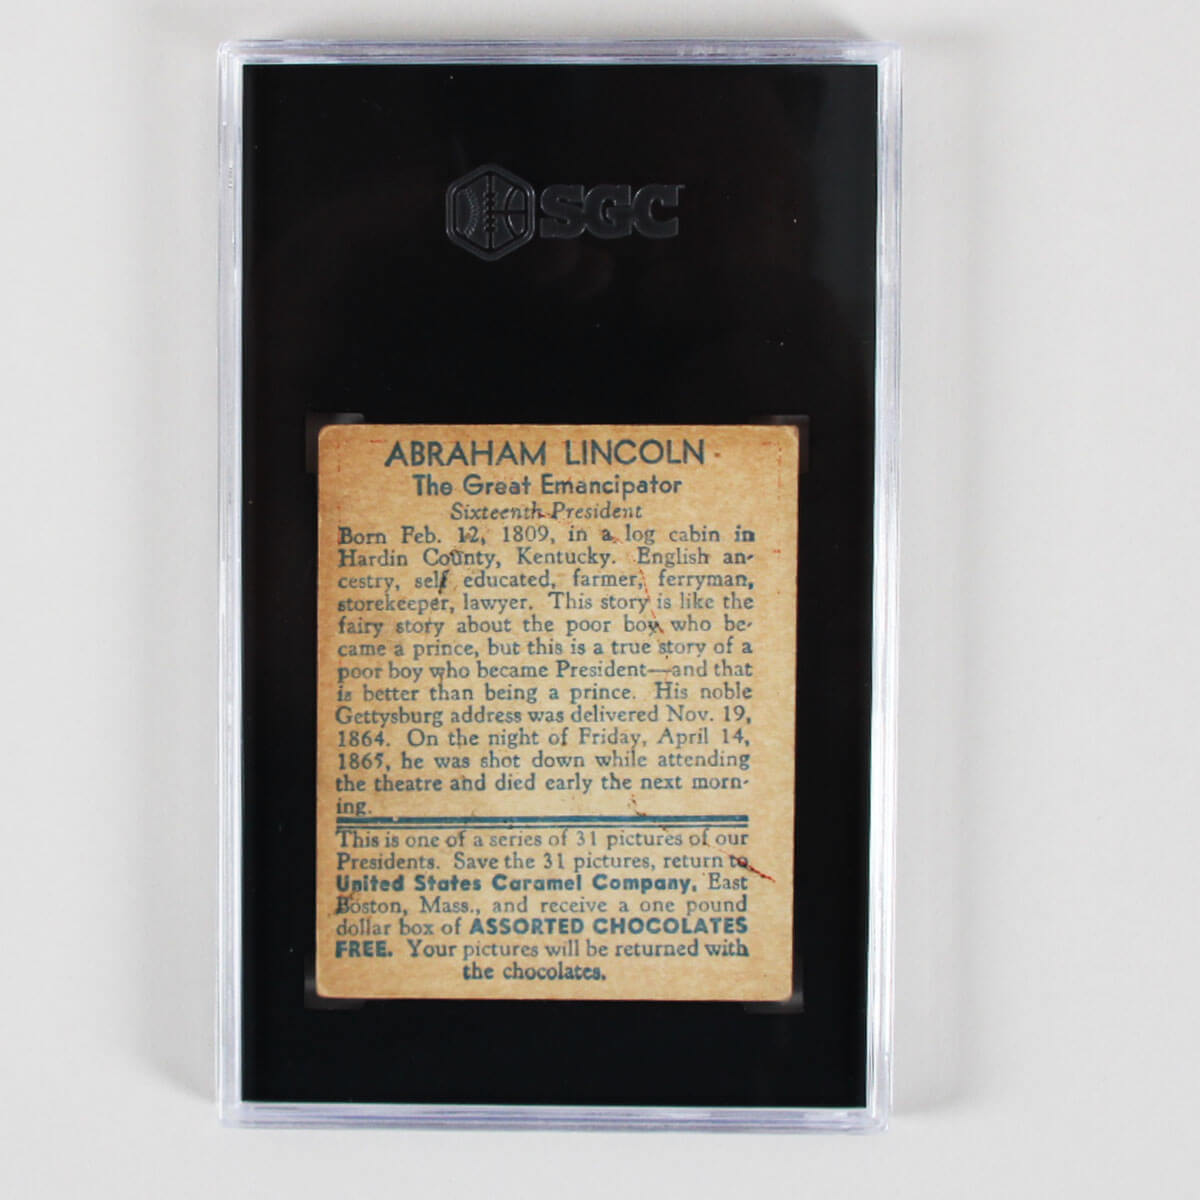 SGC
ABRAHAM LINCOLN
The Great Emancipator
Sixteenth President
Born Feb. 12, 1809, in a log cabin in
Hardin County, Kentucky. English an-
cestry, self educated, farmer, ferryman,
storekeeper, lawyer. This story is like the
fairy story about the poor boy who be-
came a prince, but this is a true story of a
poor boy who became President—and that
is better than being a prince. His noble
Gettysburg address was delivered Nov. 19,
1864. On the night of Friday, April 14,
1865, he was shot down while attending
the theatre and died early the next morn-
ing.
This is one of a series of 31 pictures of our
Presidents. Save the 31 pictures, return to
United States Caramel Company, East
Boston, Mass., and receive a one pound
dollar box of ASSORTED CHOCOLATES
FREE. Your pictures will be returned with
the chocolates.